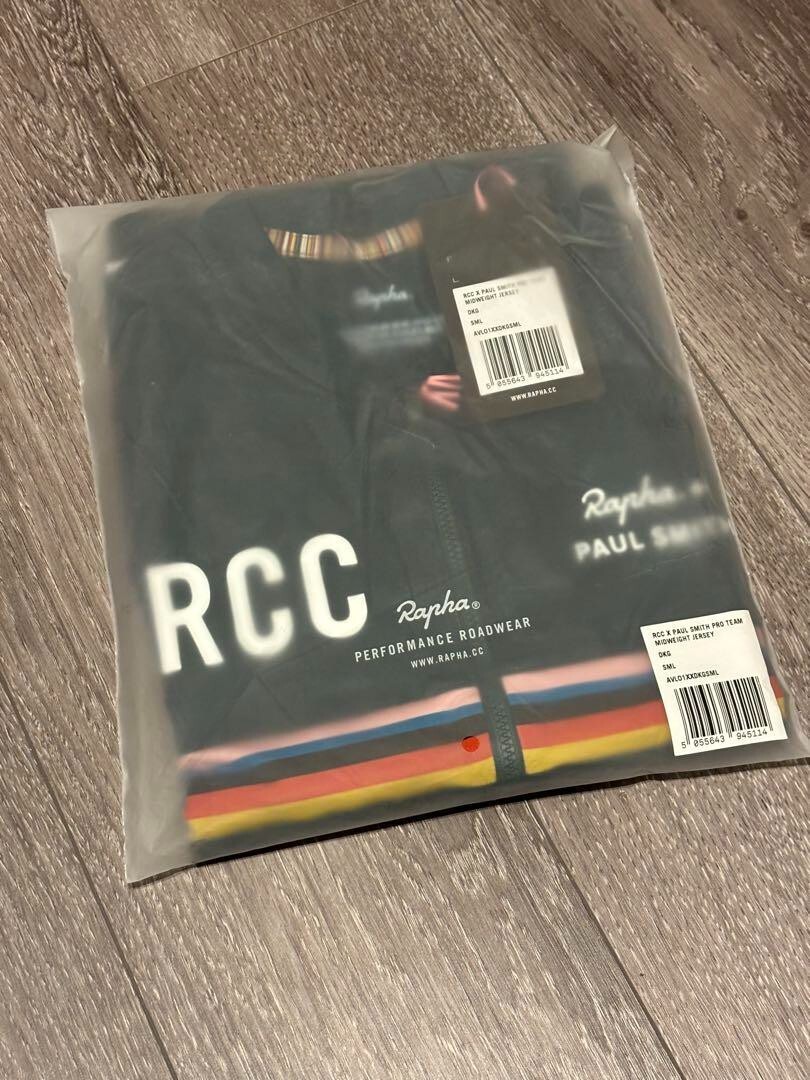 Rapha
RCC X PAUL SMITH PRO TEAM
MIDWEIGHT JERSEY
DKG
SML
AVL01XXDKGSML
5 055643 945114
WWW.RAPHA.CC
Rapha +
PAUL SMITH
RCC
Rapha®
PERFORMANCE ROADWEAR
WWW.RAPHA.CC
RCC X PAUL SMITH PRO TEAM
MIDWEIGHT JERSEY
DKG
SML
AVL01XXDKGSML
5 055643 945114